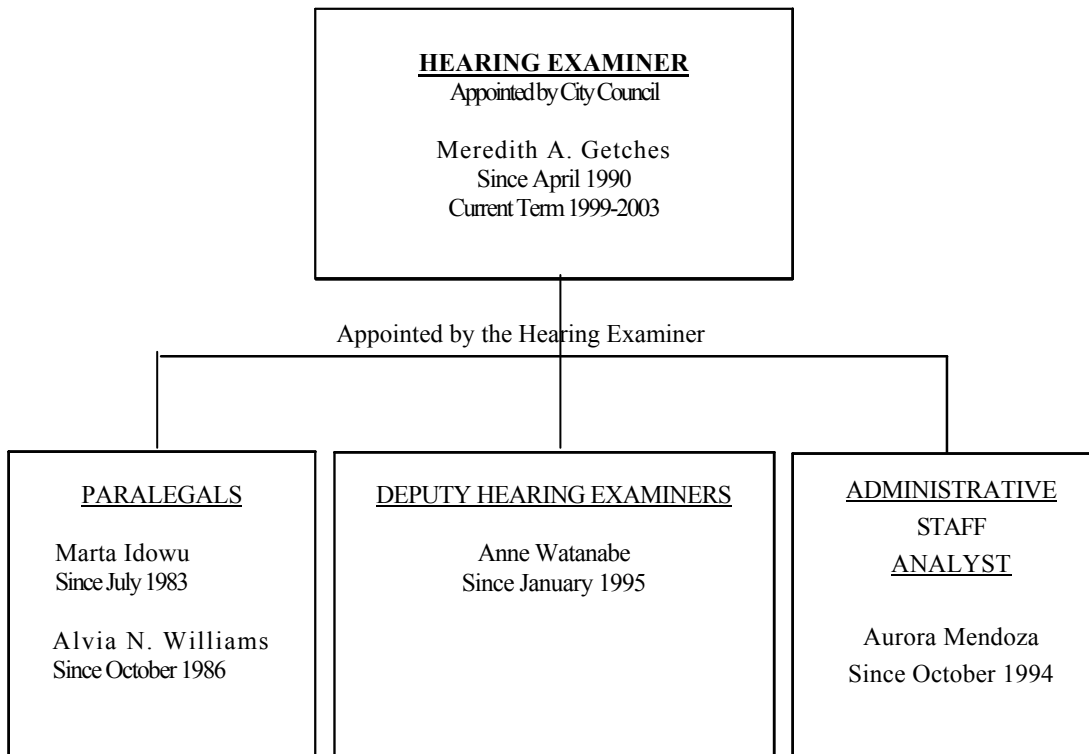 HEARING EXAMINER
Appointed by City Council
Meredith A. Getches
Since April 1990
Current Term 1999-2003
Appointed by the Hearing Examiner
PARALEGALS
Marta Idowu
Since July 1983
Alvia N. Williams
Since October 1986
DEPUTY HEARING EXAMINERS
Anne Watanabe
Since January 1995
ADMINISTRATIVE
STAFF
ANALYST
Aurora Mendoza
Since October 1994